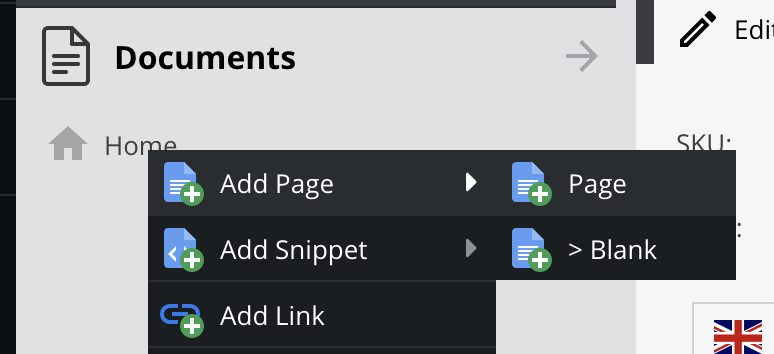 Documents
Edit
Home
SKU:
Add Page
Page
Add Snippet
> Blank
:
Add Link